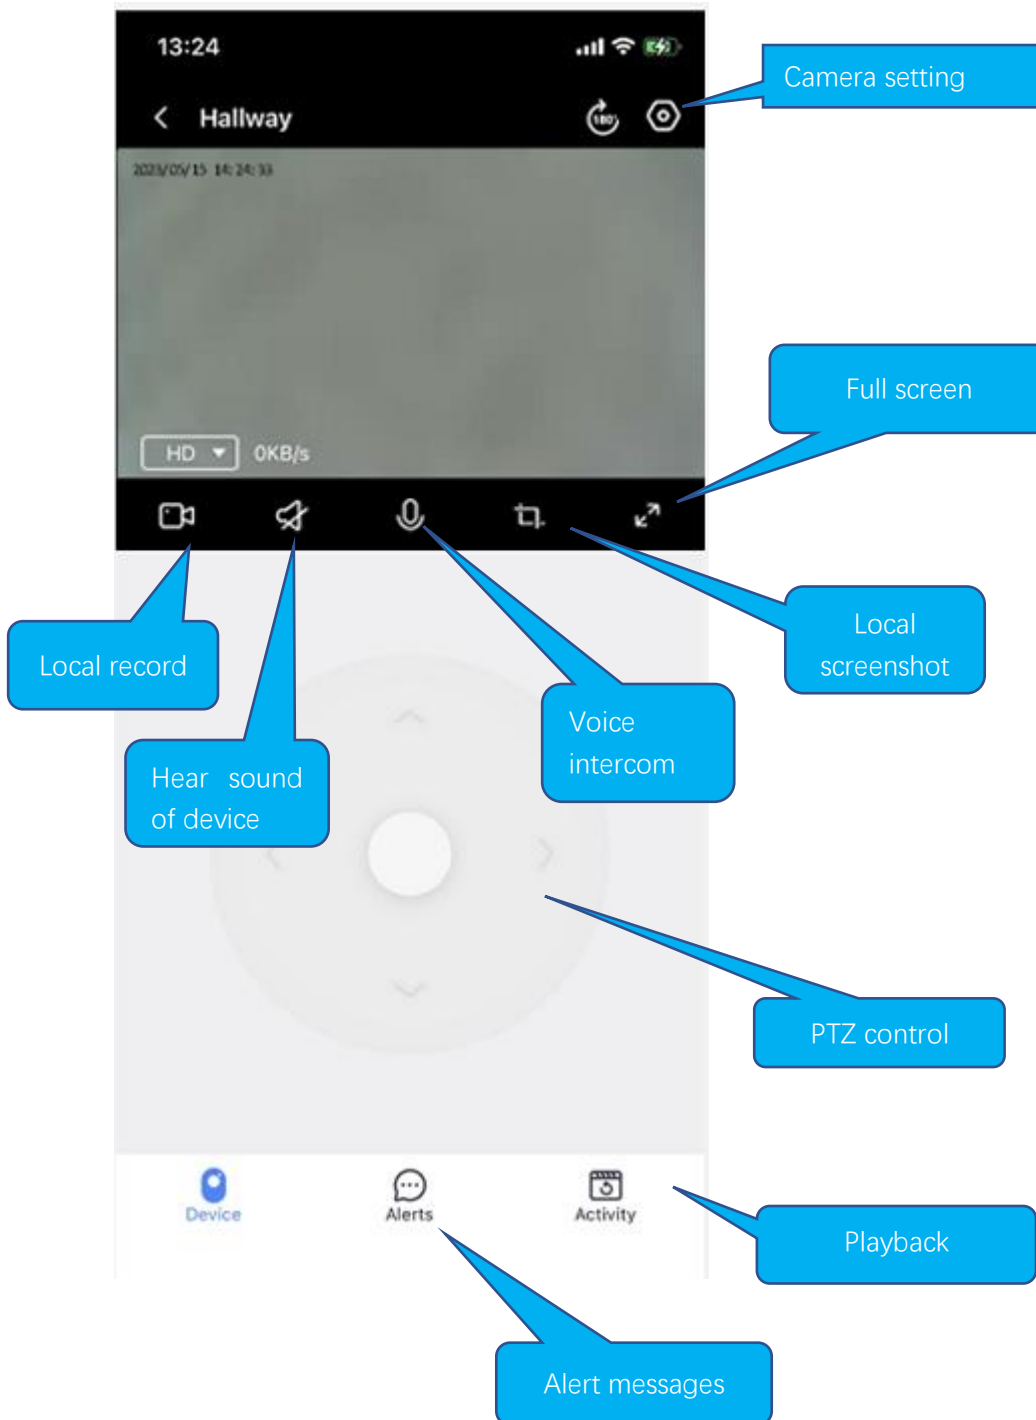 13:24
Camera setting
Hallway
180°
2023/05/15 14:24:33
Full screen
HD
0KB/s
Local
screenshot
Local record
Voice
intercom
Hear sound
of device
PTZ control
Device
Alerts
Activity
Playback
Alert messages